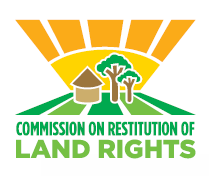 COMMISSION ON RESTITUTION OF
LAND RIGHTS